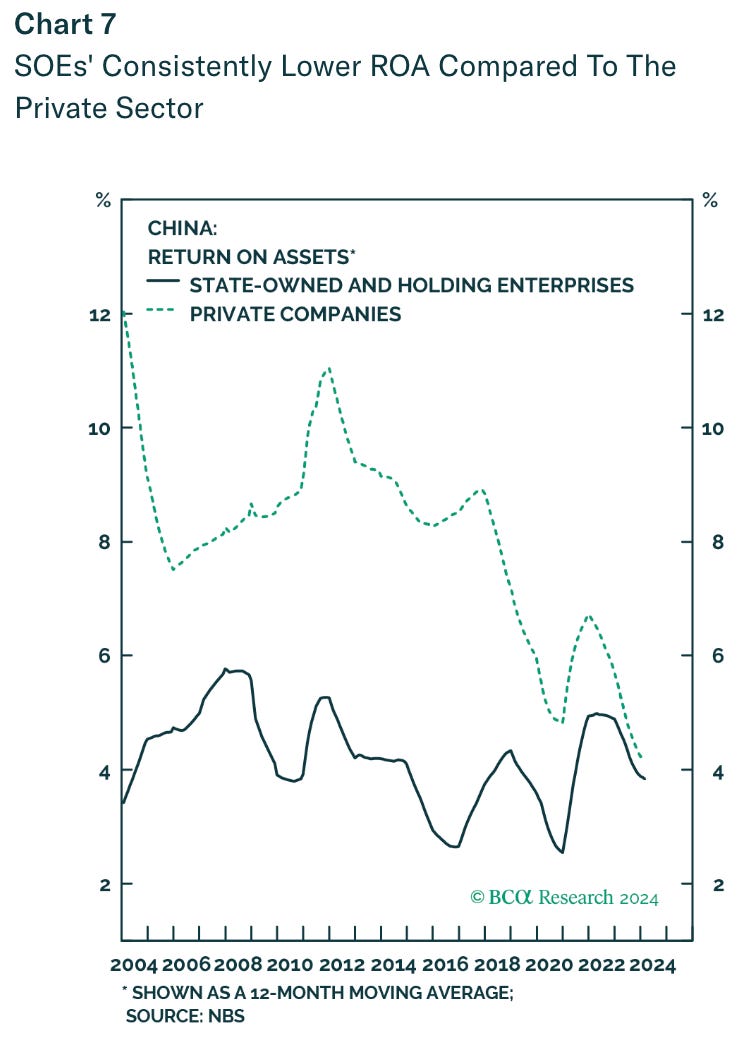 Chart 7
SOEs' Consistently Lower ROA Compared To The
Private Sector
% %
CHINA:
RETURN ON ASSETS*
STATE-OWNED AND HOLDING ENTERPRISES
PRIVATE COMPANIES
12 12
10 10
8 8
6 6
4 4
2 2
© BCα Research 2024
2004 2006 2008 2010 2012 2014 2016 2018 2020 2022 2024
* SHOWN AS A 12-MONTH MOVING AVERAGE;
SOURCE: NBS